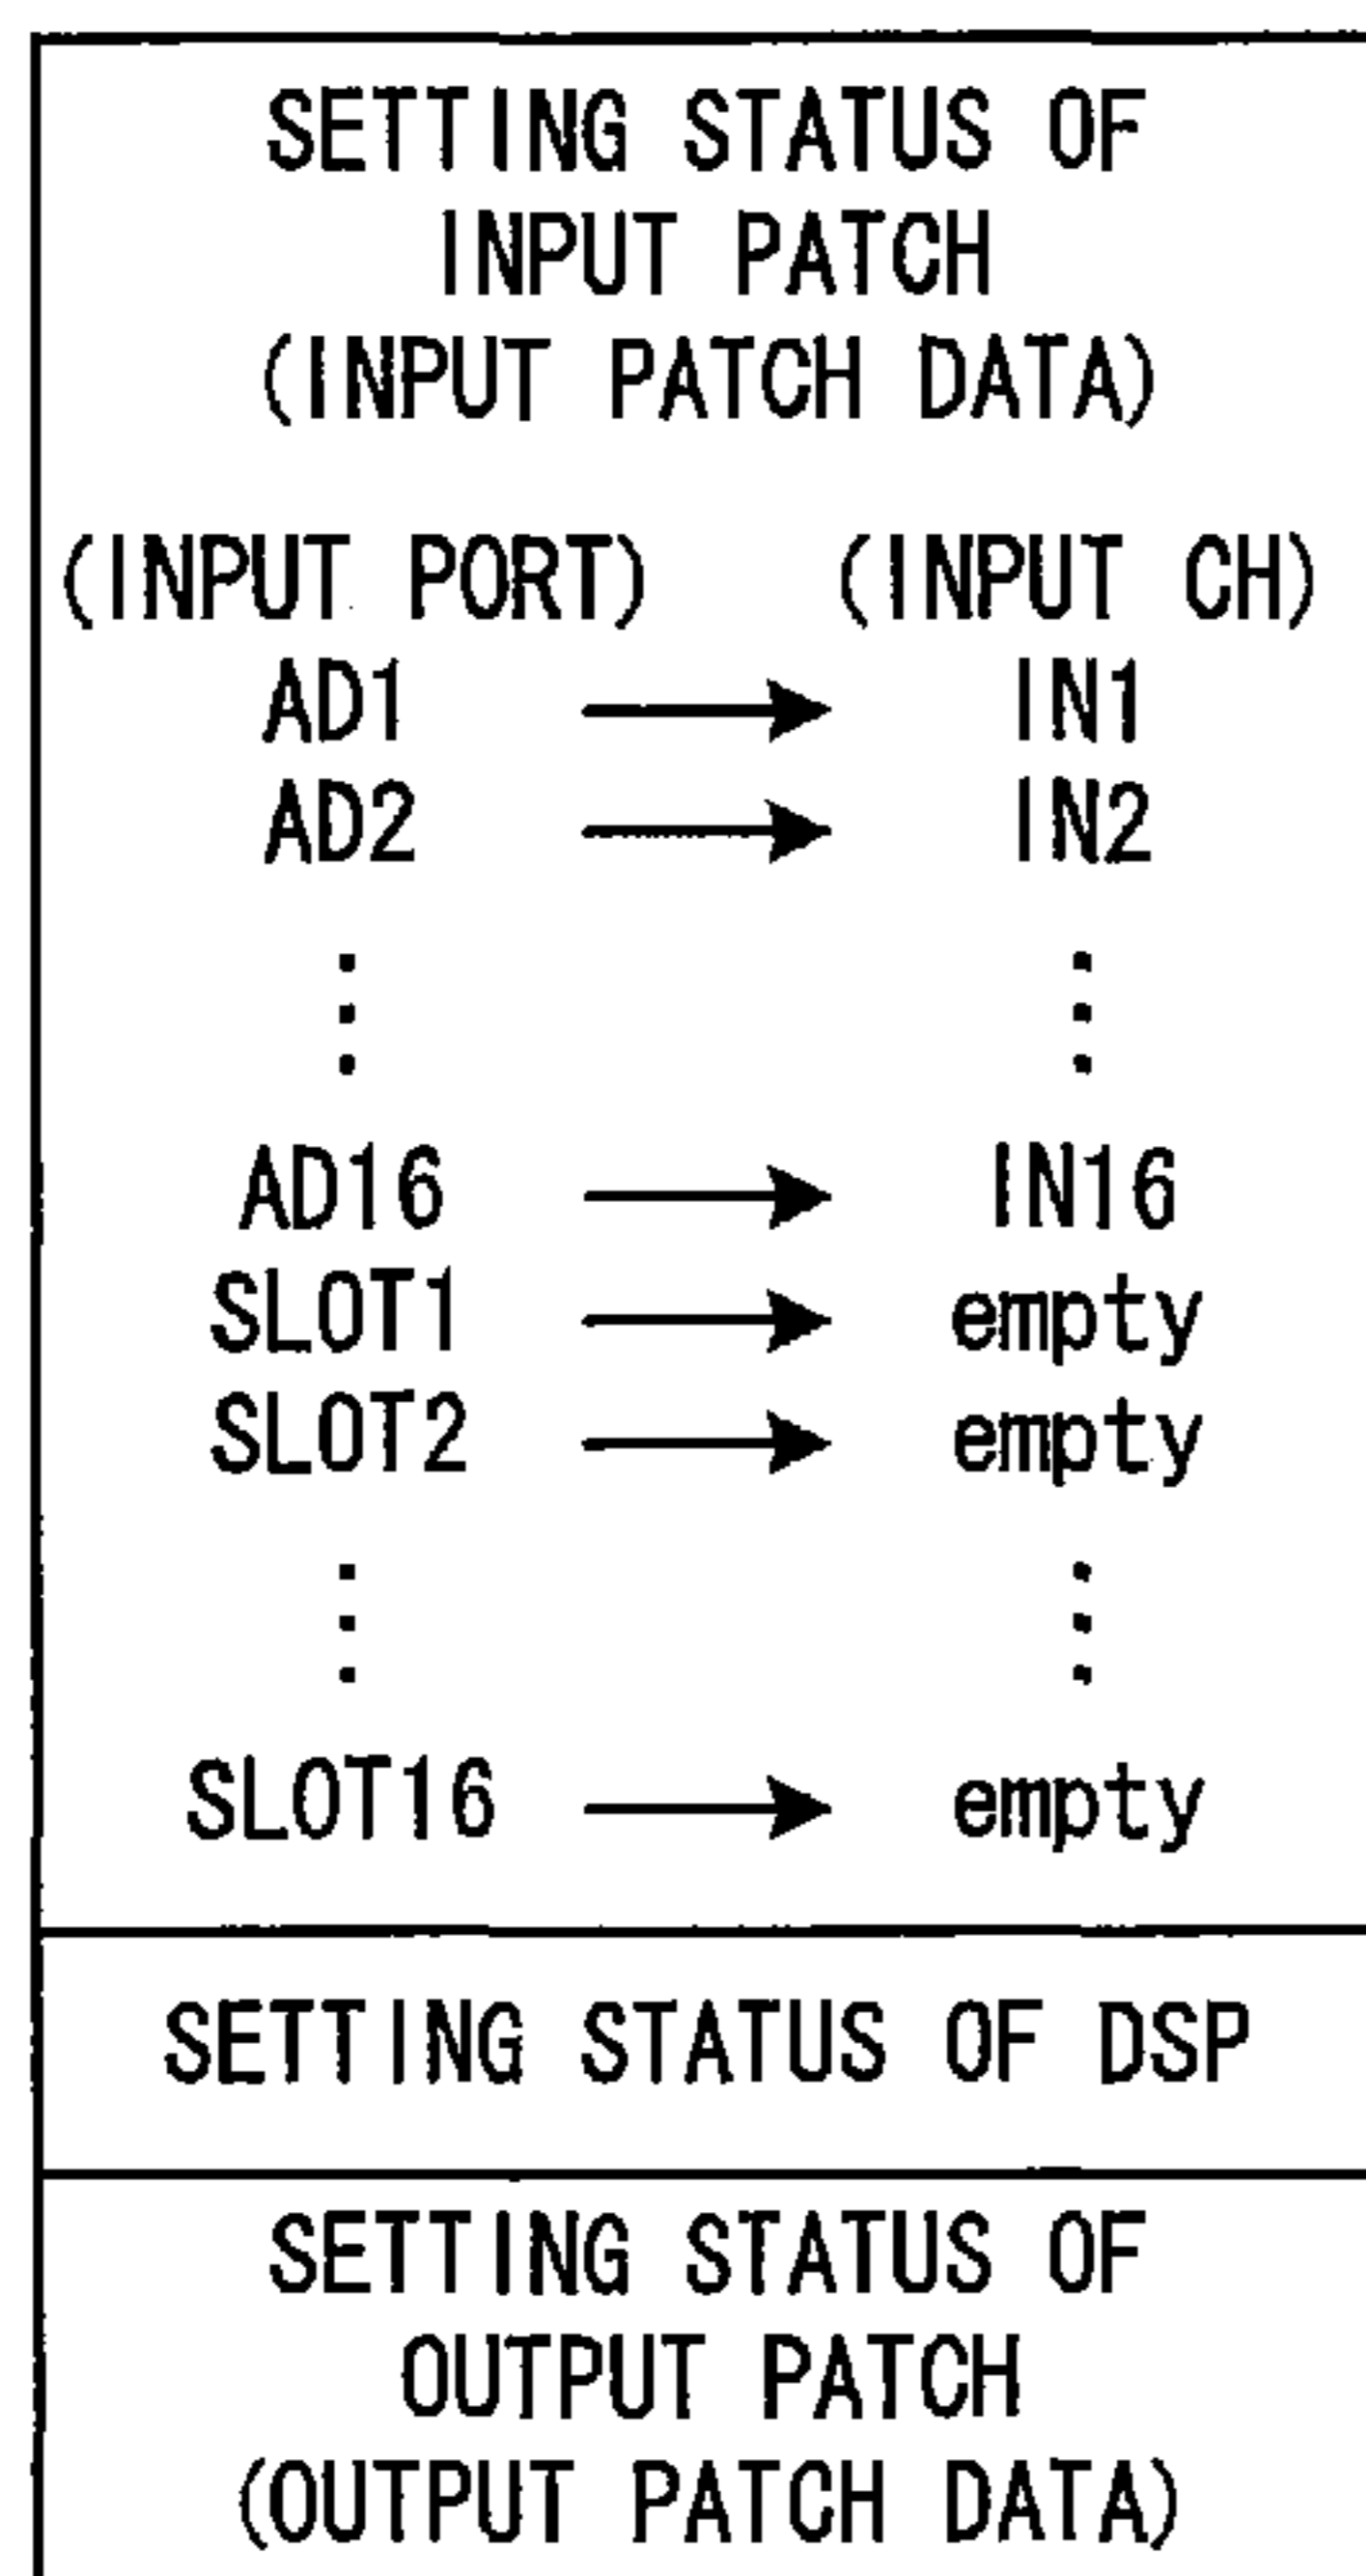 SETTING STATUS OF
INPUT PATCH
(INPUT PATCH DATA)
(INPUT PORT) (INPUT CH)
AD1 → IN1
AD2 → IN2
AD16 → IN16
SLOT1 → empty
SLOT2 → empty
SLOT16 → empty
SETTING STATUS OF DSP
SETTING STATUS OF
OUTPUT PATCH
(OUTPUT PATCH DATA)